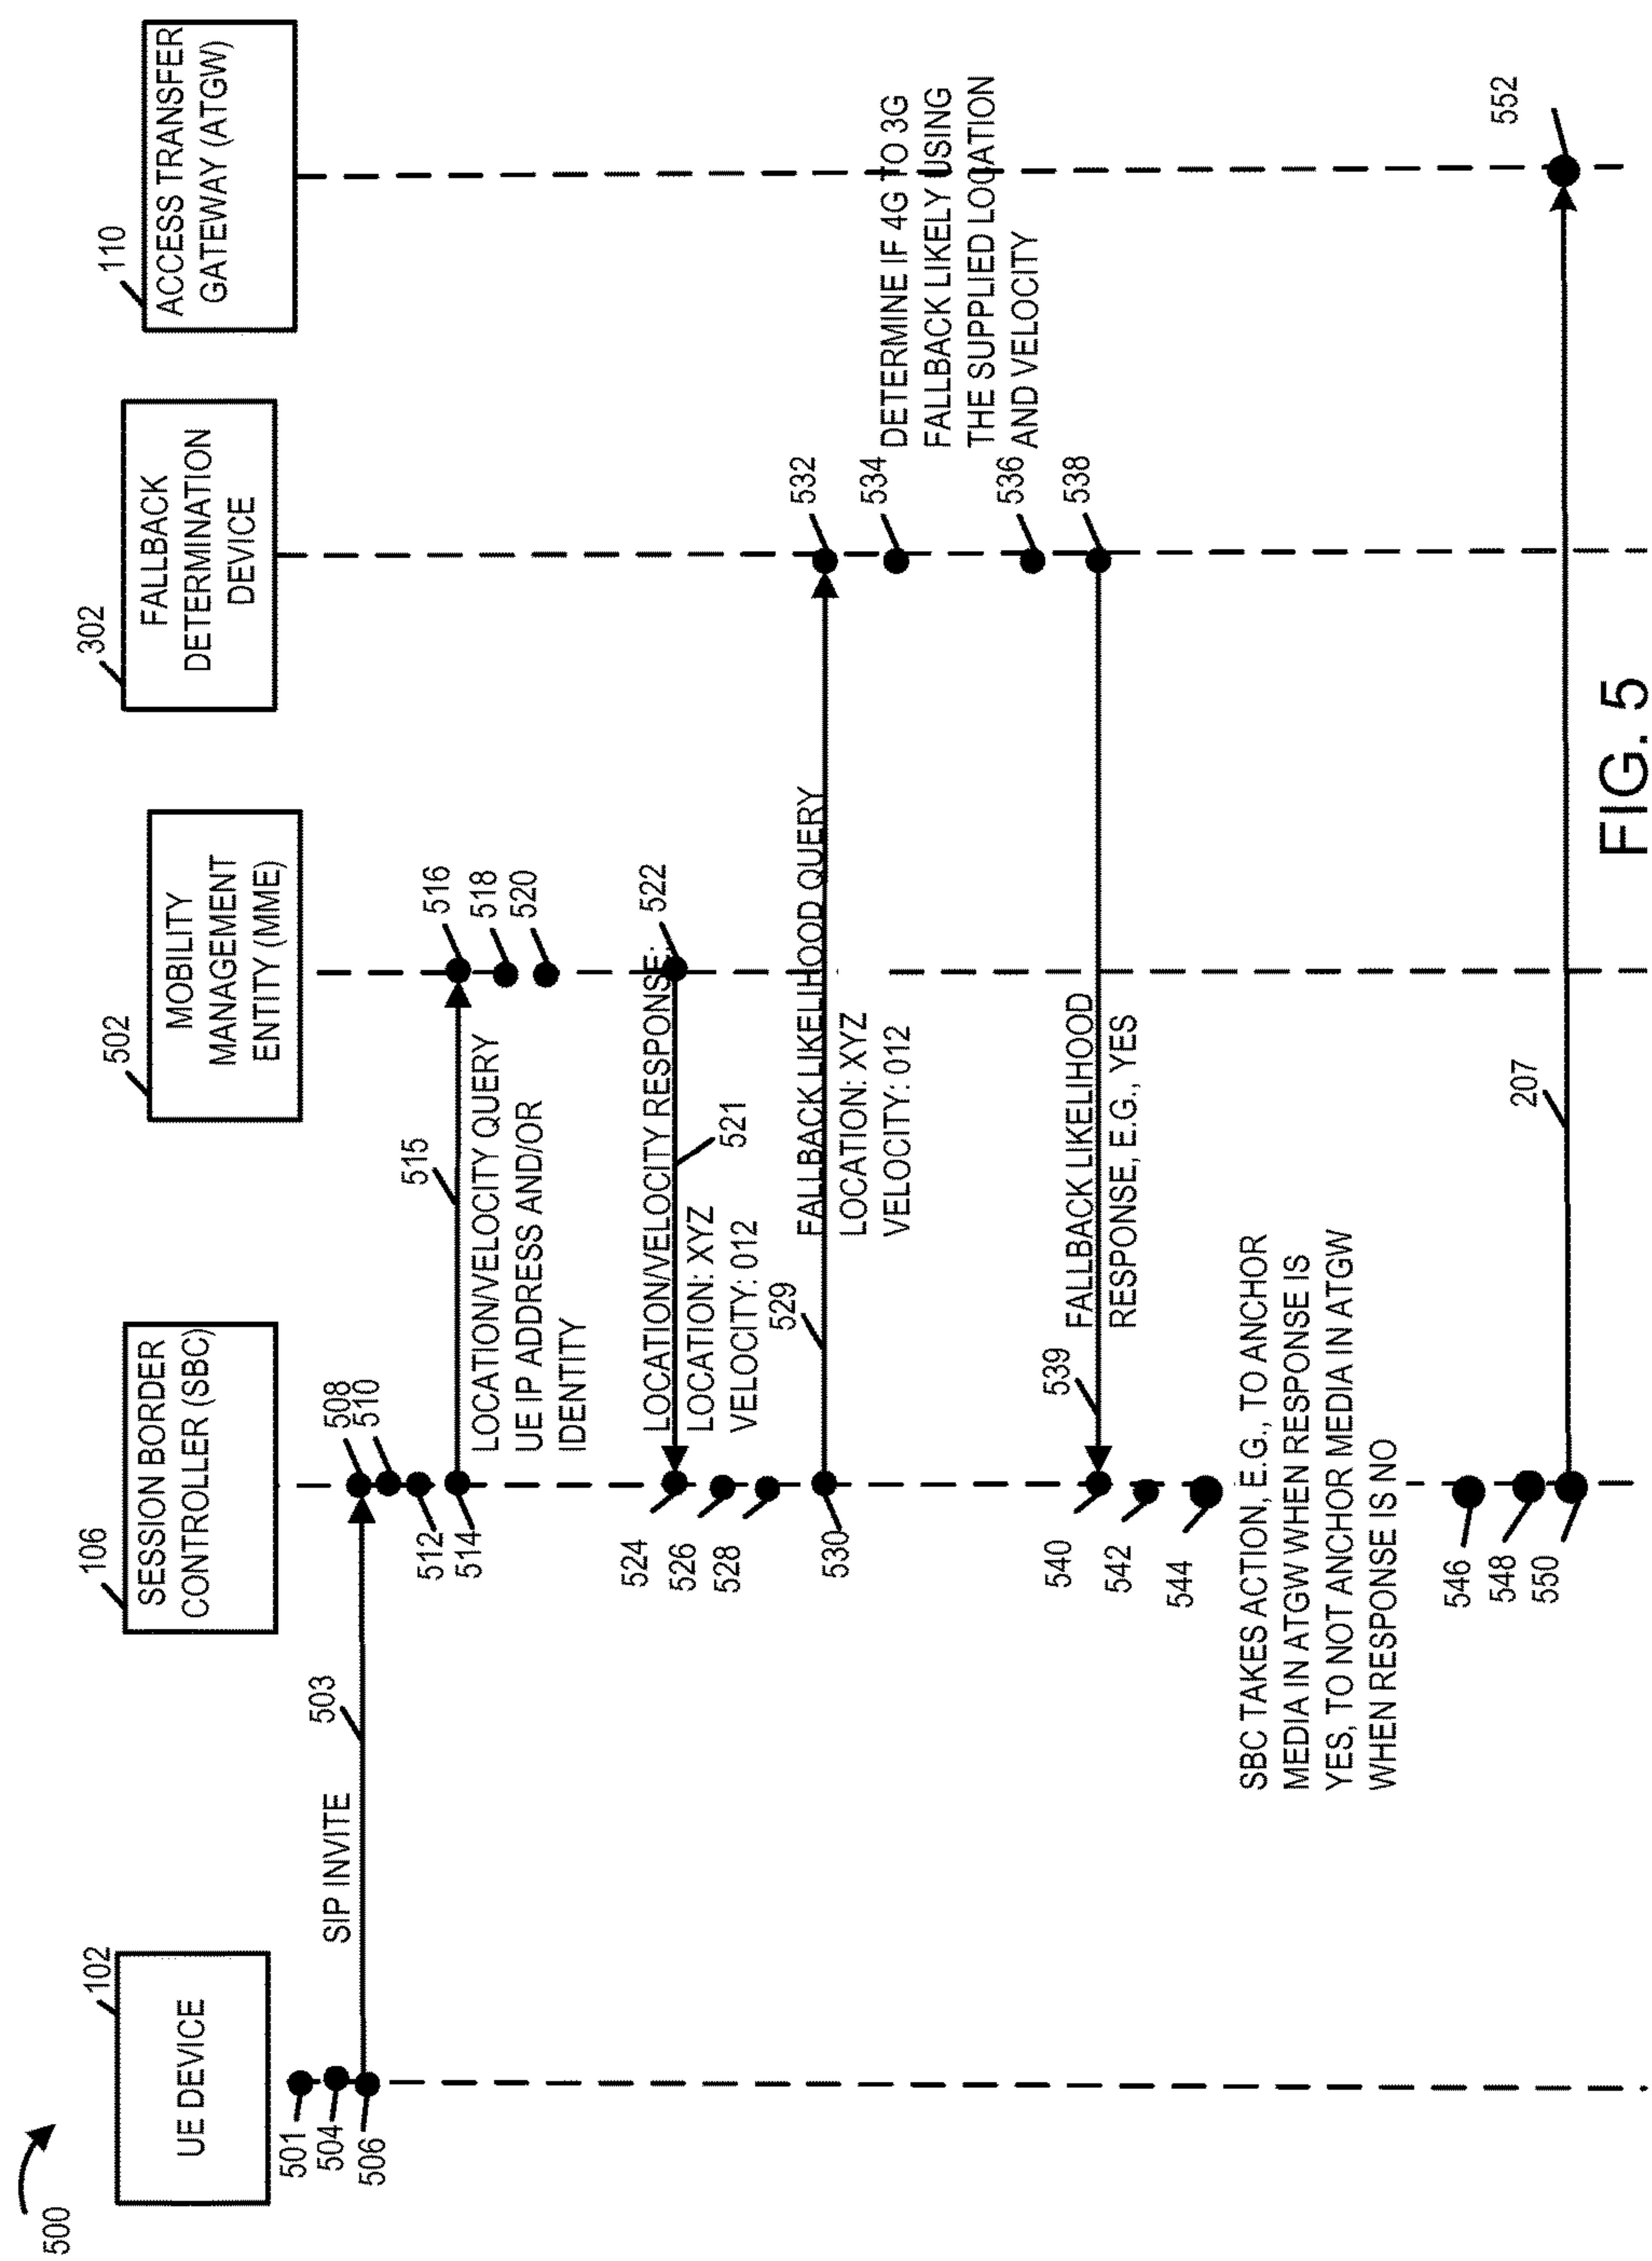 500
102
UE DEVICE
106
SESSION BORDER
CONTROLLER (SBC)
502
MOBILITY
MANAGEMENT
ENTITY (MME)
302
FALLBACK
DETERMINATION
DEVICE
110
ACCESS TRANSFER
GATEWAY (ATGW)
501
504
506
SIP INVITE
503
508
510
512
514
515
LOCATION/VELOCITY QUERY
UE IP ADDRESS AND/OR
IDENTITY
516
518
520
522
LOCATION/VELOCITY RESPONSE:
LOCATION: XYZ
VELOCITY: 012
521
524
526
528
530
529
FALLBACK LIKELIHOOD QUERY
LOCATION: XYZ
VELOCITY: 012
532
534
DETERMINE IF 4G TO 3G
FALLBACK LIKELY USING
THE SUPPLIED LOCATION
AND VELOCITY
536
538
FALLBACK LIKELIHOOD
RESPONSE, E.G., YES
539
540
542
544
SBC TAKES ACTION, E.G., TO ANCHOR
MEDIA IN ATGW WHEN RESPONSE IS
YES, TO NOT ANCHOR MEDIA IN ATGW
WHEN RESPONSE IS NO
546
548
550
207
552
FIG. 5